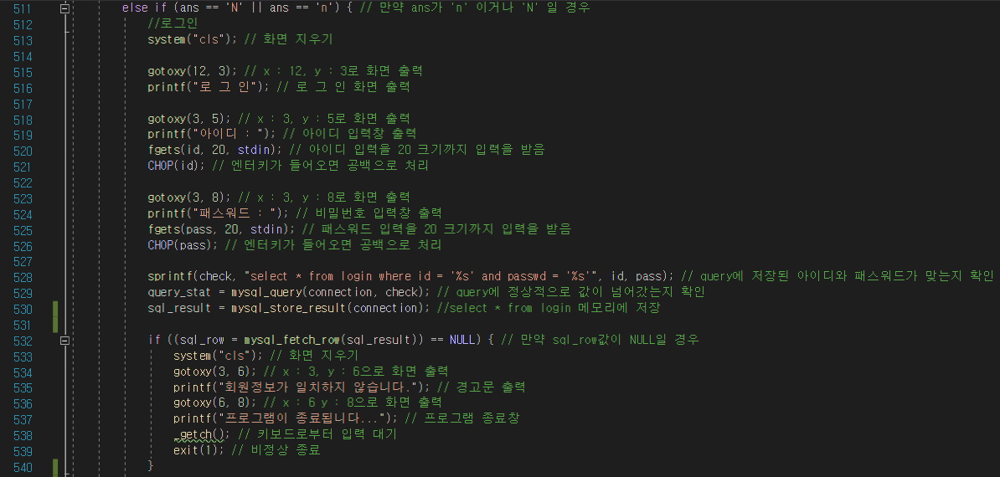 511 else if (ans == 'N' || ans == 'n') { // 만약 ans가 'n' 이거나 'N' 일 경우
512 //로그인
513 system("cls"); // 화면 지우기
514
515 gotoxy(12, 3); // x : 12, y : 3로 화면 출력
516 printf("로 그 인"); // 로 그 인 화면 출력
517
518 gotoxy(3, 5); // x : 3, y : 5로 화면 출력
519 printf("아이디 : "); // 아이디 입력창 출력
520 fgets(id, 20, stdin); // 아이디 입력을 20 크기까지 입력을 받음
521 CHOP(id); // 엔터키가 들어오면 공백으로 처리
522
523 gotoxy(3, 8); // x : 3, y : 8로 화면 출력
524 printf("패스워드 : "); // 비밀번호 입력창 출력
525 fgets(pass, 20, stdin); // 패스워드 입력을 20 크기까지 입력을 받음
526 CHOP(pass); // 엔터키가 들어오면 공백으로 처리
527
528 sprintf(check, "select * from login where id = '%s' and passwd = '%s'", id, pass); // query에 저장된 아이디와 패스워드가 맞는지 확인
529 query_stat = mysql_query(connection, check); // query에 정상적으로 값이 넘어갔는지 확인
530 sql_result = mysql_store_result(connection); //select * from login 메모리에 저장
531
532 if ((sql_row = mysql_fetch_row(sql_result)) == NULL) { // 만약 sql_row값이 NULL일 경우
533 system("cls"); // 화면 지우기
534 gotoxy(3, 6); // x : 3, y : 6으로 화면 출력
535 printf("회원정보가 일치하지 않습니다."); // 경고문 출력
536 gotoxy(6, 8); // x : 6 y : 8으로 화면 출력
537 printf("프로그램이 종료됩니다..."); // 프로그램 종료창
538 _getch(); // 키보드로부터 입력 대기
539 exit(1); // 비정상 종료
540 }